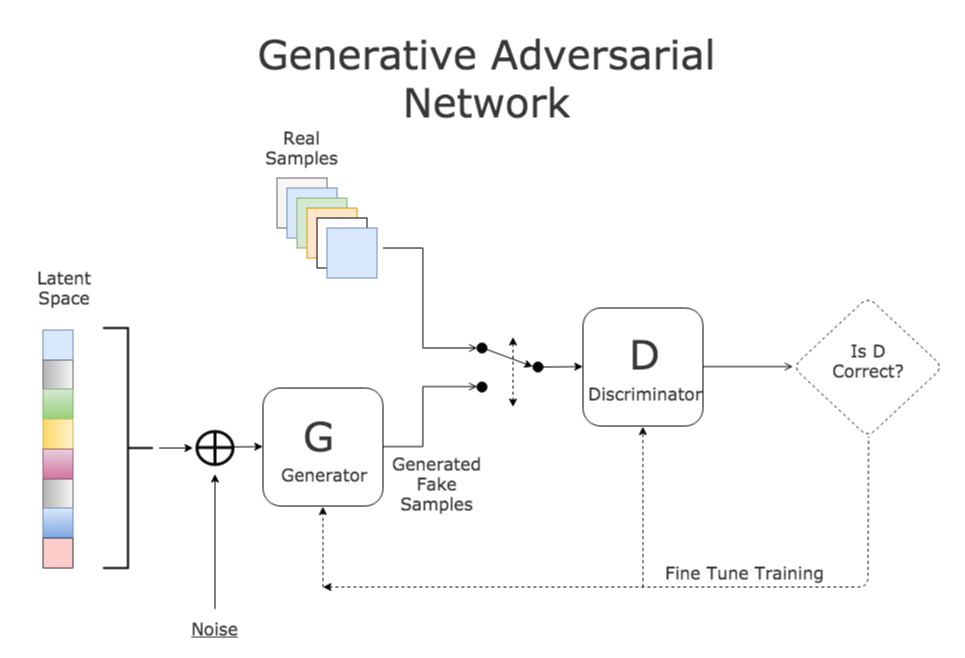 Generative Adversarial
Network
Real
Samples
Latent
Space
D
Discriminator
Is D
Correct?
G
Generator
Generated
Fake
Samples
Fine Tune Training
Noise